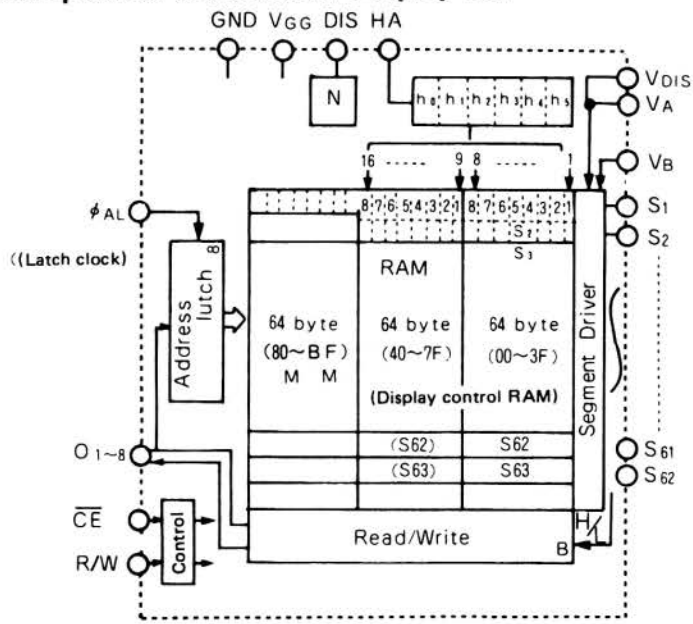 GND VGG DIS HA
N
h0 h1 h2 h3 h4 h5
VDIS
VA
16 ----- 9 8 ----- 1
VB
8 7 6 5 4 3 2 1 8 7 6 5 4 3 2 1
S1
φAL
S2
S2
8
S3
((Latch clock)
RAM
Address lutch
64 byte 64 byte 64 byte
(80~BF) (40~7F) (00~3F)
M M
Segment Driver
(Display control RAM)
(S62) S62
S61
O 1~8
(S63) S63
S62
CE
H/L
Control
Read/Write
B
R/W